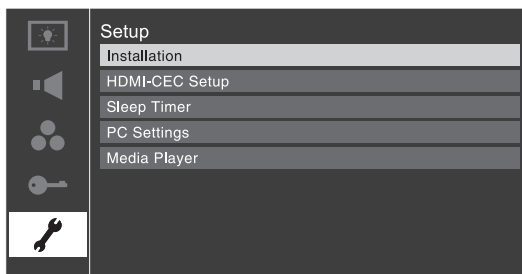 Setup
Installation
HDMI-CEC Setup
Sleep Timer
PC Settings
Media Player